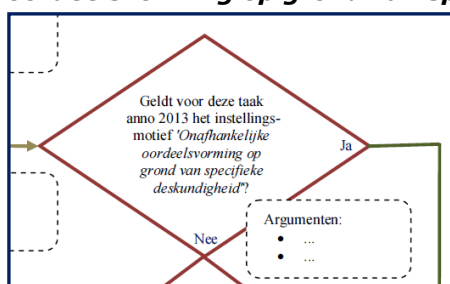 Geldt voor deze taak
anno 2013 het instellings-
motief 'Onafhankelijke
oordeelsvorming op
grond van specifieke
deskundigheid'?
Ja
Argumenten:
• ...
• ...
Nee